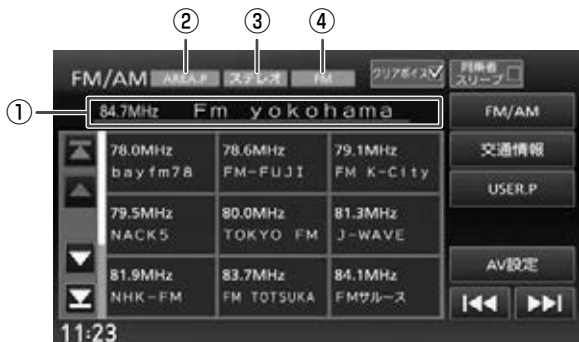 ② ③ ④
FM/AM AREA.P ステレオ FM クリアボイス 同乗者スリープ
① 84.7MHz Fm yokohama
FM/AM
78.0MHz 78.6MHz 79.1MHz
bayfm78 FM-FUJI FM K-City
交通情報
USER.P
79.5MHz 80.0MHz 81.3MHz
NACK5 TOKYO FM J-WAVE
81.9MHz 83.7MHz 84.1MHz
NHK-FM FM TOTSUKA FMサルース
AV設定
11:23